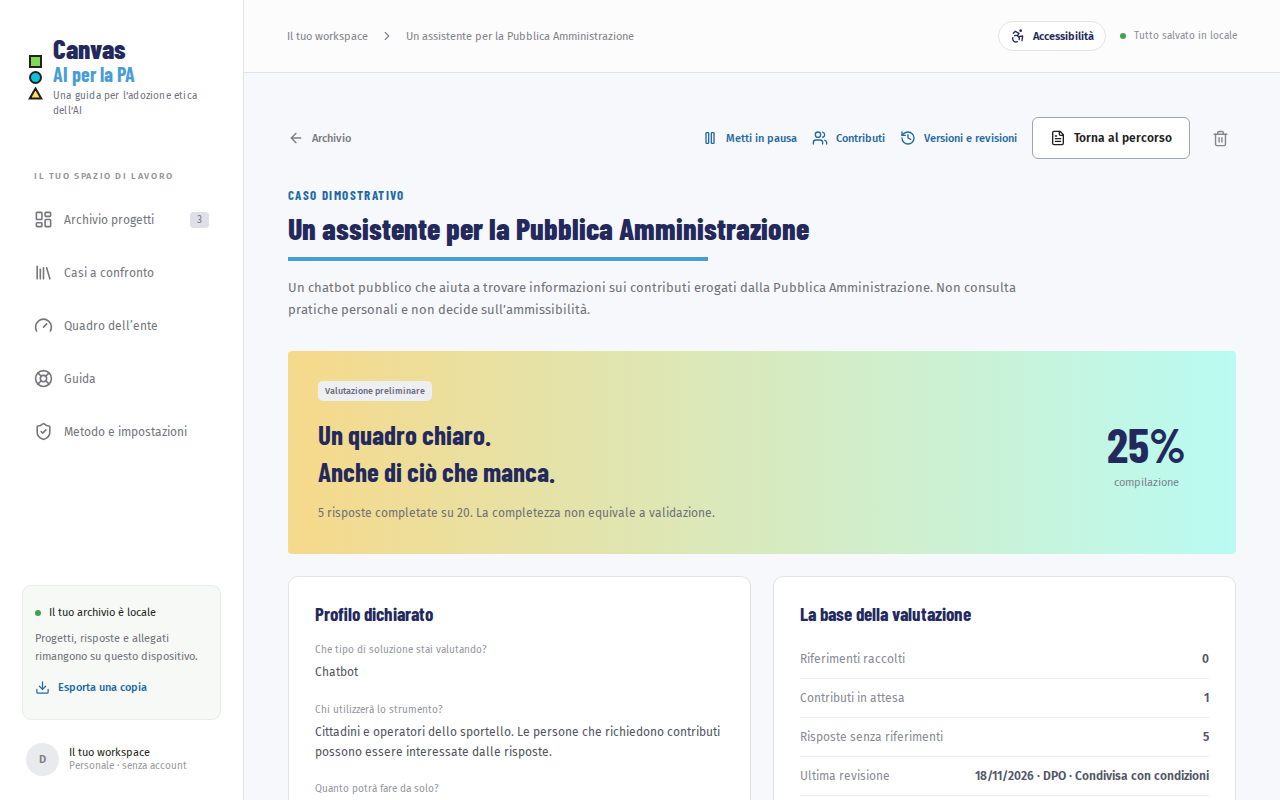 Canvas
AI per la PA
Una guida per l'adozione etica
dell'AI
IL TUO SPAZIO DI LAVORO
Archivio progetti 3
Casi a confronto
Quadro dell'ente
Guida
Metodo e impostazioni
Il tuo archivio è locale
Progetti, risposte e allegati
rimangono su questo dispositivo.
Esporta una copia
D
Il tuo workspace
Personale · senza account
Il tuo workspace > Un assistente per la Pubblica Amministrazione
Accessibilità
Tutto salvato in locale
Archivio
Metti in pausa
Contributi
Versioni e revisioni
Torna al percorso
CASO DIMOSTRATIVO
Un assistente per la Pubblica Amministrazione
Un chatbot pubblico che aiuta a trovare informazioni sui contributi erogati dalla Pubblica Amministrazione. Non consulta
pratiche personali e non decide sull'ammissibilità.
Valutazione preliminare
Un quadro chiaro.
Anche di ciò che manca.
5 risposte completate su 20. La completezza non equivale a validazione.
25%
compilazione
Profilo dichiarato
Che tipo di soluzione stai valutando?
Chatbot
Chi utilizzerà lo strumento?
Cittadini e operatori dello sportello. Le persone che richiedono contributi
possono essere interessate dalle risposte.
Quanto potrà fare da solo?
La base della valutazione
Riferimenti raccolti 0
Contributi in attesa 1
Risposte senza riferimenti 5
Ultima revisione 18/11/2026 · DPO · Condivisa con condizioni